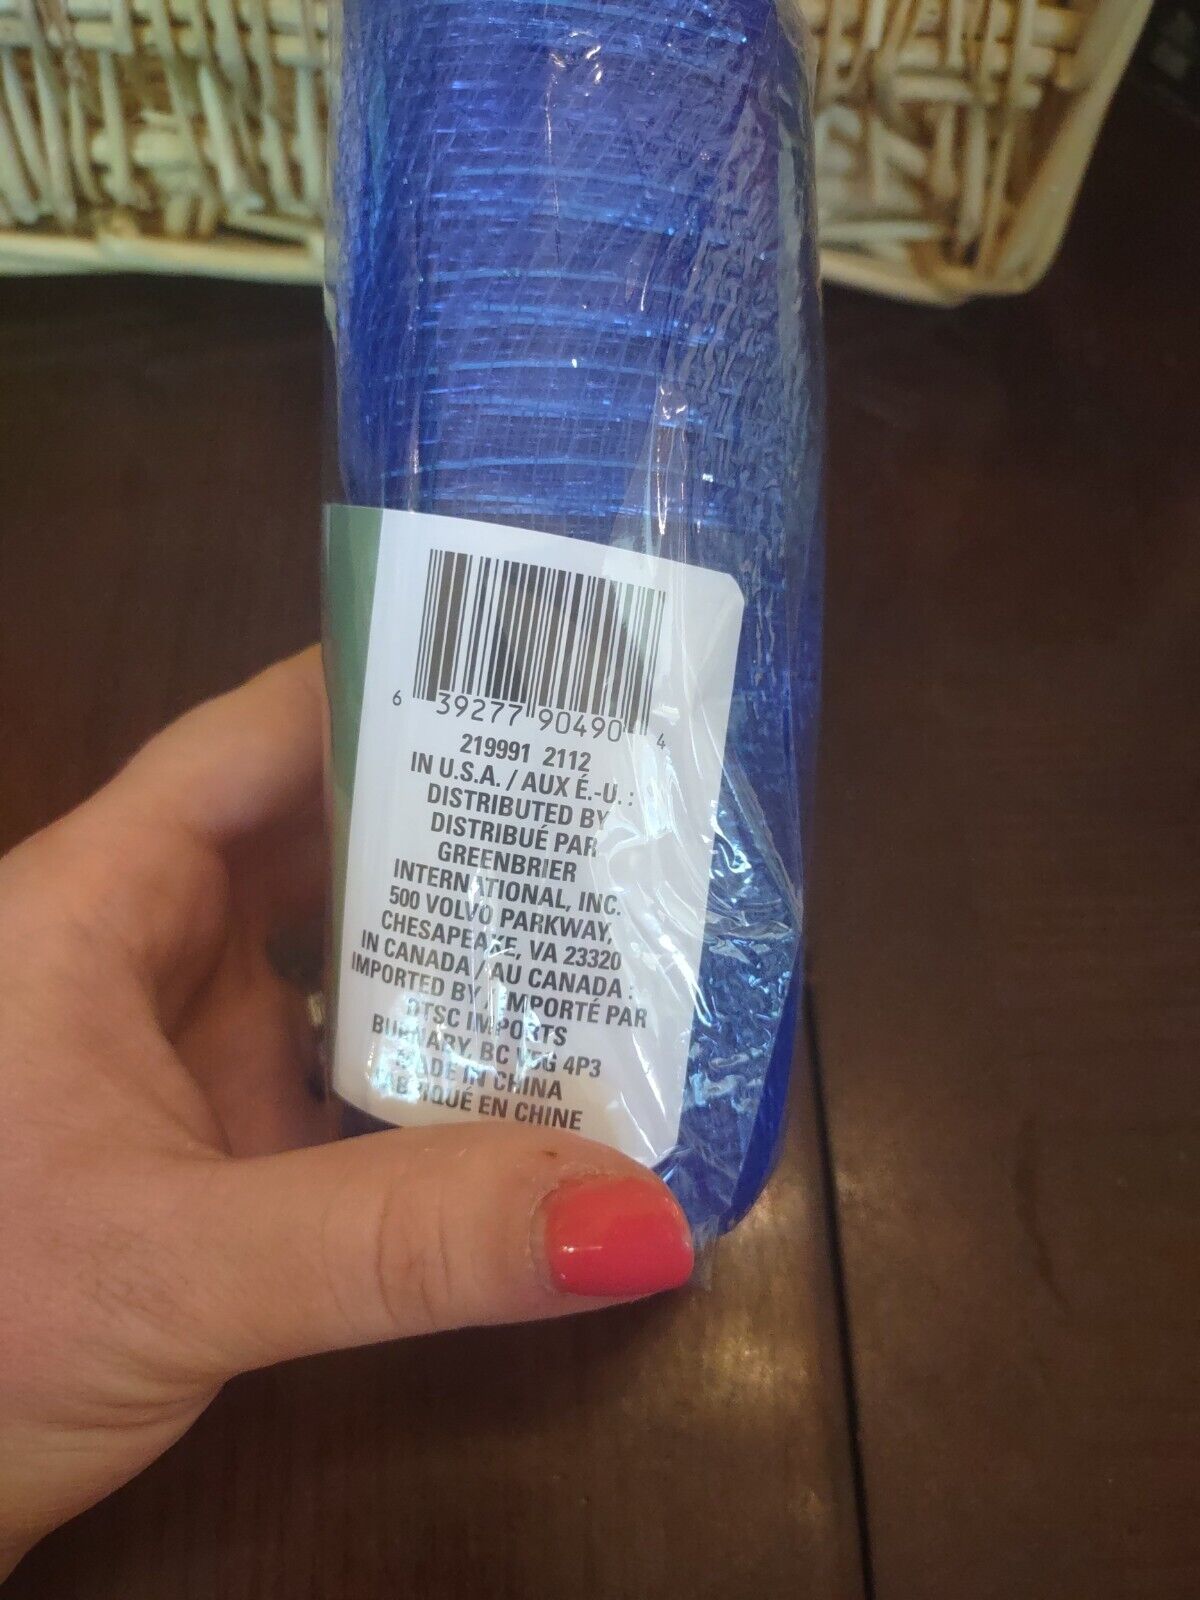 6 39277 90490 4
219991 2112
IN U.S.A. / AUX É.-U. :
DISTRIBUTED BY
DISTRIBUÉ PAR
GREENBRIER
INTERNATIONAL, INC.
500 VOLVO PARKWAY,
CHESAPEAKE, VA 23320
IN CANADA / AU CANADA :
IMPORTED BY / IMPORTÉ PAR
DTSC IMPORTS
BURNABY, BC V5G 4P3
MADE IN CHINA
FABRIQUÉ EN CHINE